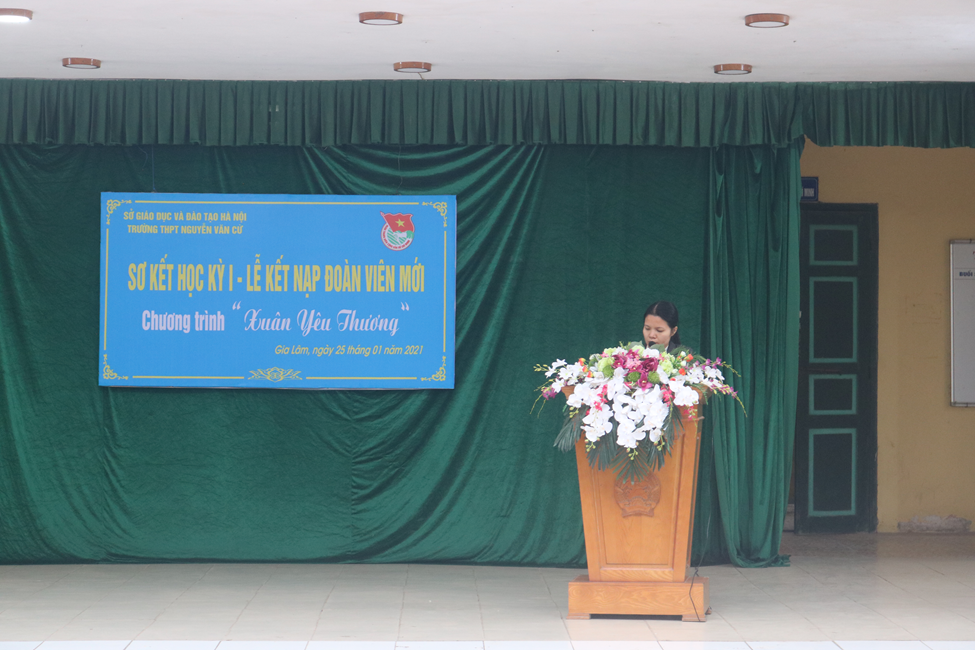 SỞ GIÁO DỤC VÀ ĐÀO TẠO HÀ NỘI
TRƯỜNG THPT NGUYỄN VĂN CỪ
SƠ KẾT HỌC KỲ I - LỄ KẾT NẠP ĐOÀN VIÊN MỚI
Chương trình "Xuân Yêu Thương"
Gia Lâm, ngày 25 tháng 01 năm 2021